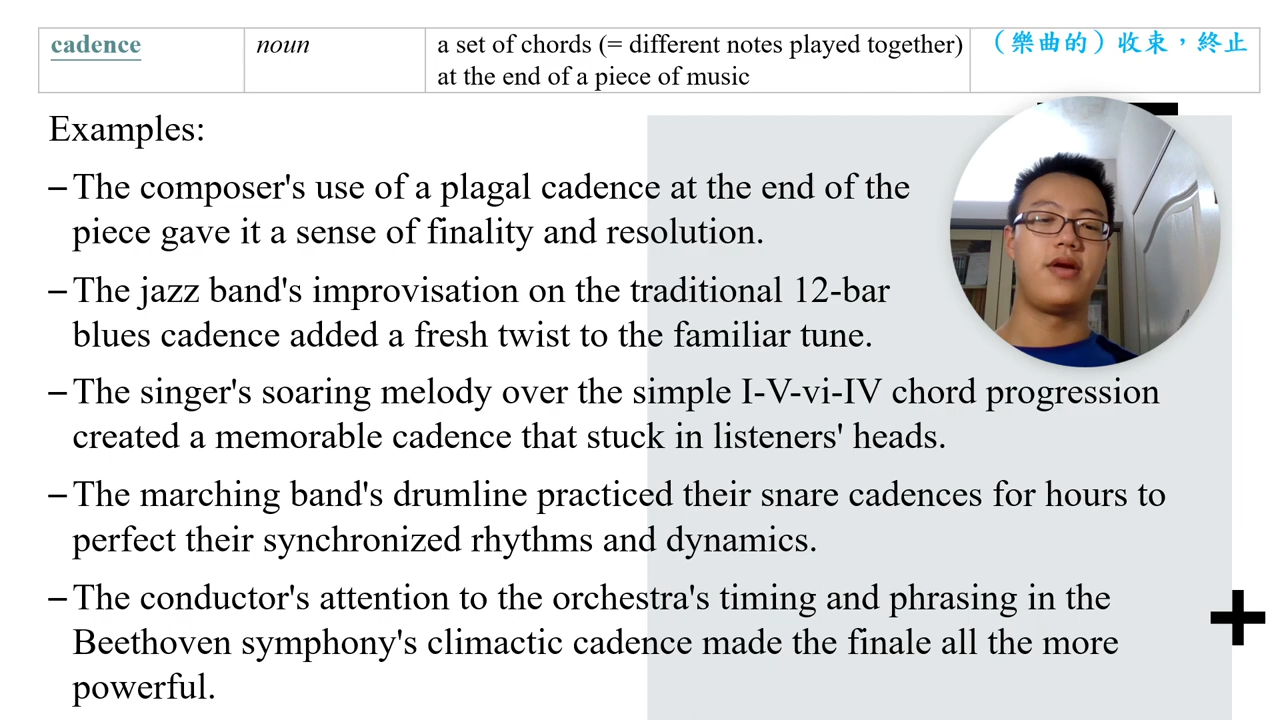 cadence noun a set of chords (= different notes played together) （樂曲的）收束，終止
at the end of a piece of music
Examples:
–The composer's use of a plagal cadence at the end of the
piece gave it a sense of finality and resolution.
–The jazz band's improvisation on the traditional 12-bar
blues cadence added a fresh twist to the familiar tune.
–The singer's soaring melody over the simple I-V-vi-IV chord progression
created a memorable cadence that stuck in listeners' heads.
–The marching band's drumline practiced their snare cadences for hours to
perfect their synchronized rhythms and dynamics.
–The conductor's attention to the orchestra's timing and phrasing in the
Beethoven symphony's climactic cadence made the finale all the more
powerful.